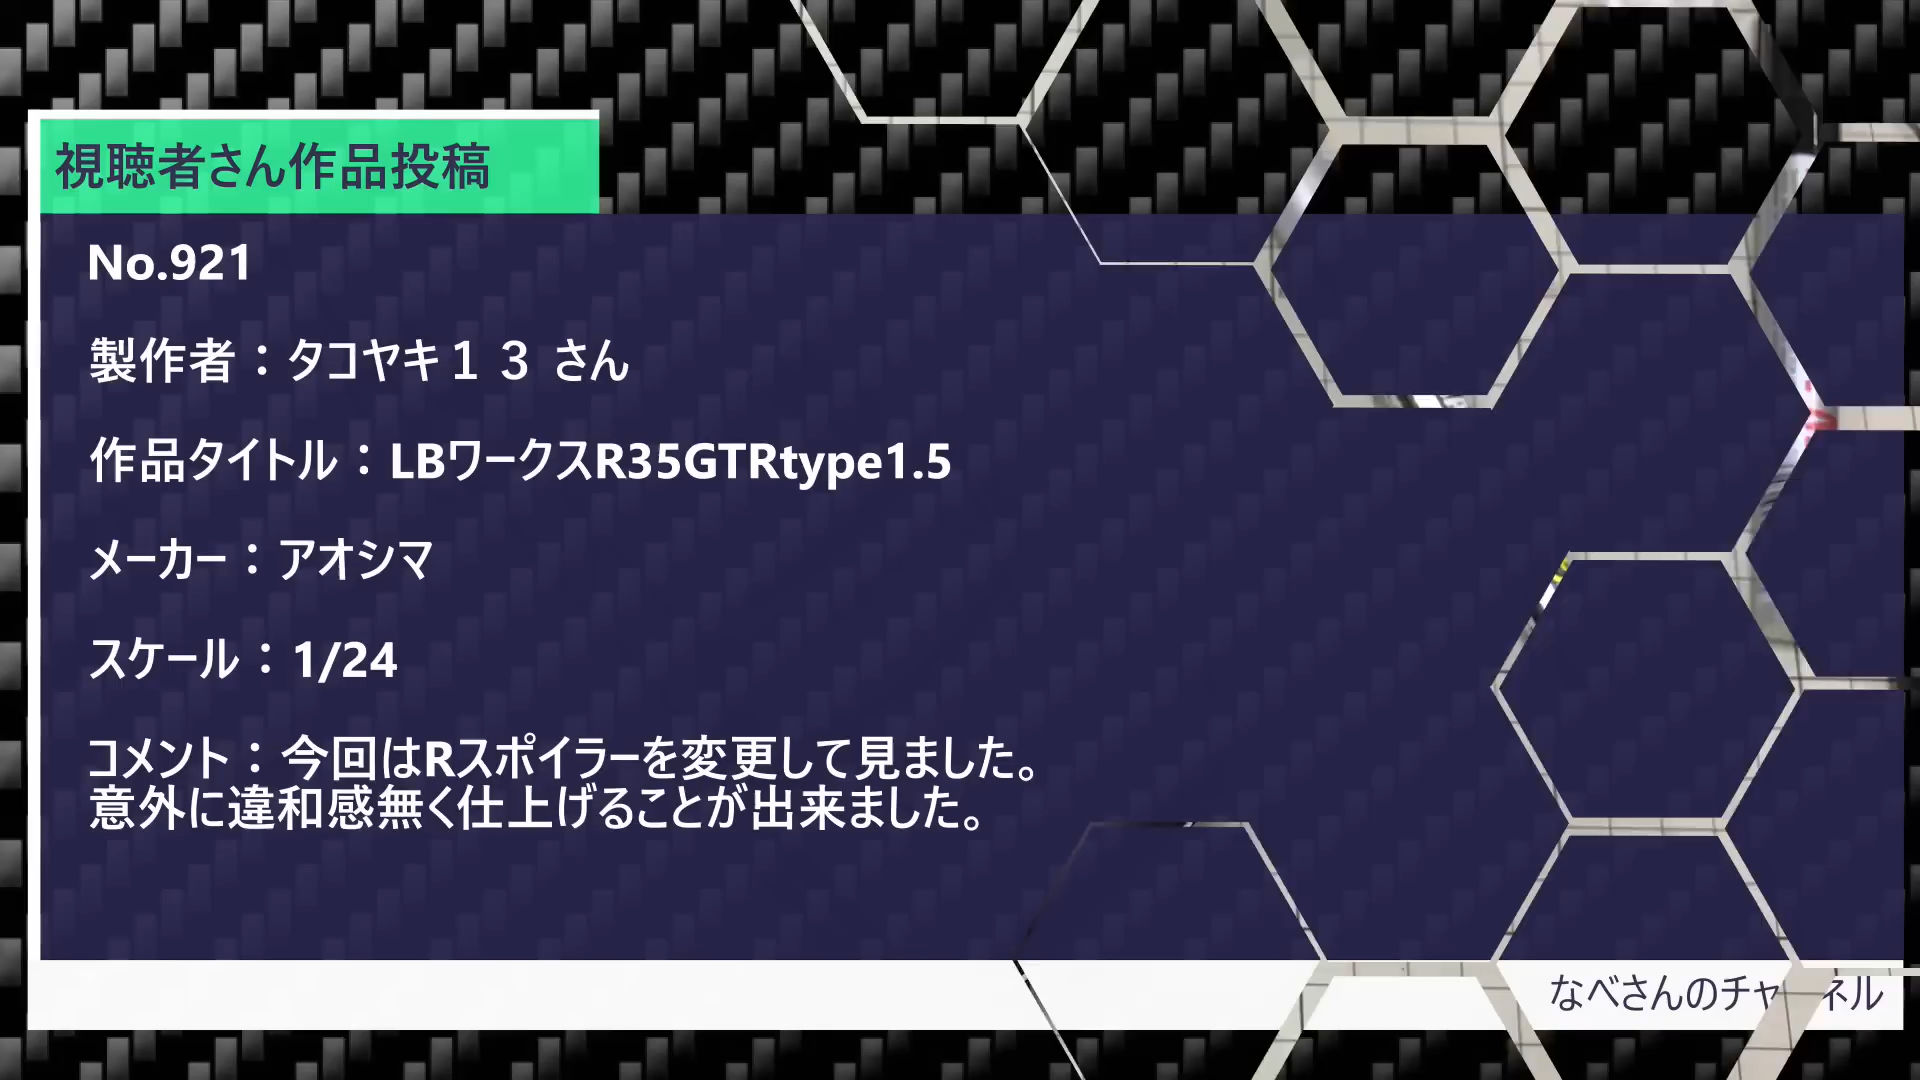 視聴者さん作品投稿
No.921
製作者：タコヤキ１３ さん
作品タイトル：LBワークスR35GTRtype1.5
メーカー：アオシマ
スケール：1/24
コメント：今回はRスポイラーを変更して見ました。
意外に違和感無く仕上げることが出来ました。
なべさんのチャンネル